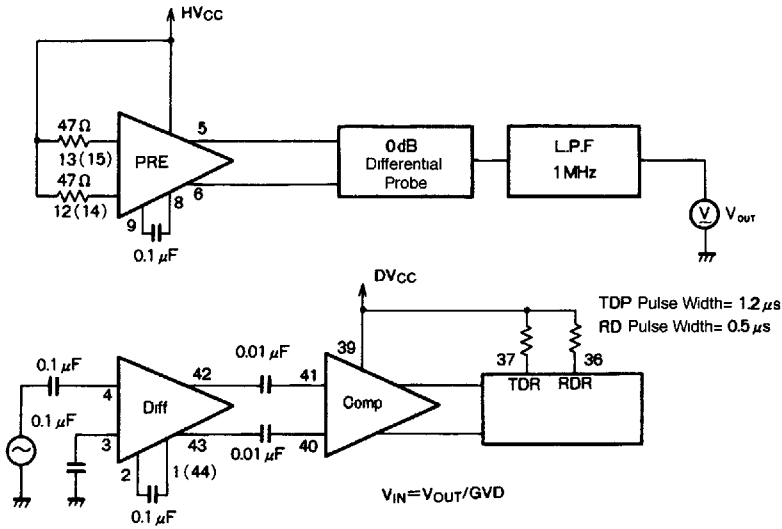 HVCC
47Ω
13(15)
47Ω
12(14)
PRE
5
6
8
9
0.1 μF
0dB
Differential
Probe
L.P.F
1MHz
V
VOUT
DVCC
TDP Pulse Width= 1.2 μs
RD Pulse Width= 0.5 μs
0.1 μF
4
0.1 μF
3
Diff
42
43
2
1(44)
0.1 μF
0.01 μF
0.01 μF
41
40
39
Comp
37
36
TDR
RDR
VIN=VOUT/GVD